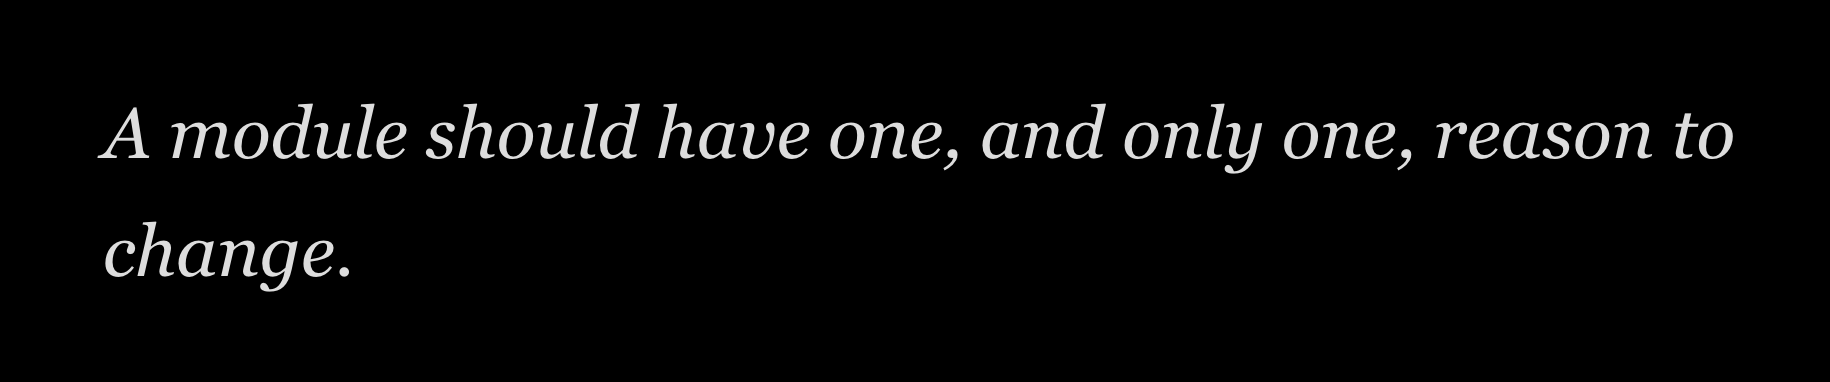 A module should have one, and only one, reason to
change.